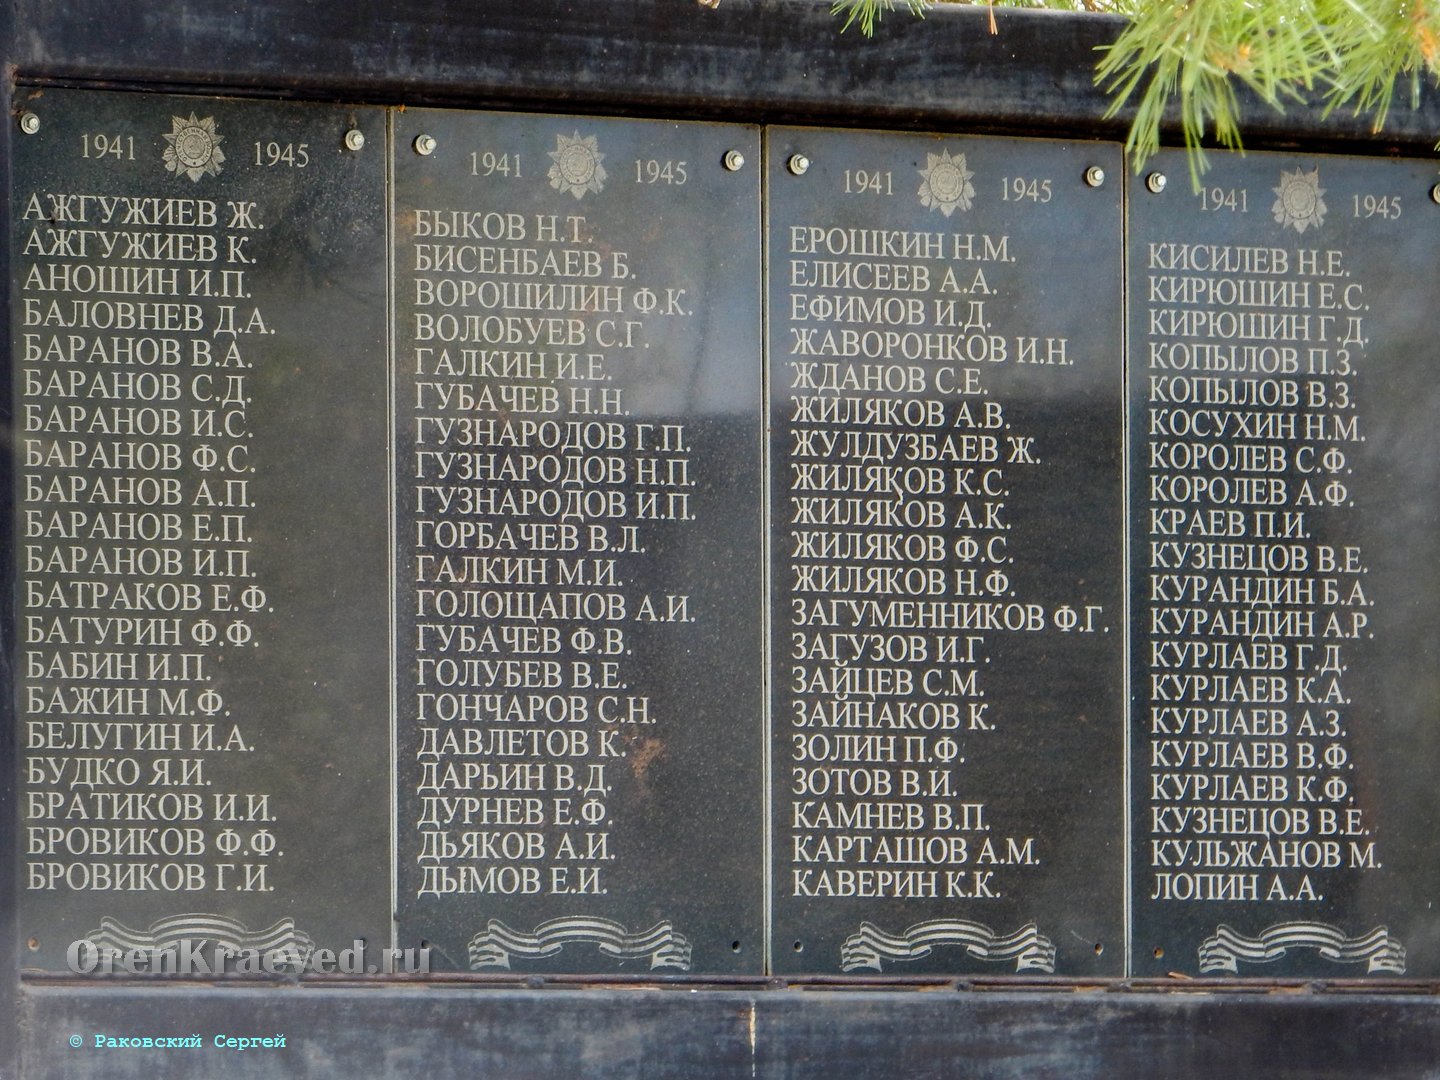 1941 1945
АЖГУЖИЕВ Ж.
АЖГУЖИЕВ К.
АНОШИН И.П.
БАЛОВНЕВ Д.А.
БАРАНОВ В.А.
БАРАНОВ С.Д.
БАРАНОВ И.С.
БАРАНОВ Ф.С.
БАРАНОВ А.П.
БАРАНОВ Е.П.
БАРАНОВ И.П.
БАТРАКОВ Е.Ф.
БАТУРИН Ф.Ф.
БАБИН И.П.
БАЖИН М.Ф.
БЕЛУГИН И.А.
БУДКО Я.И.
БРАТИКОВ И.И.
БРОВИКОВ Ф.Ф.
БРОВИКОВ Г.И.
1941 1945
БЫКОВ Н.Т.
БИСЕНБАЕВ Б.
ВОРОШИЛИН Ф.К.
ВОЛОБУЕВ С.Г.
ГАЛКИН И.Е.
ГУБАЧЕВ Н.Н.
ГУЗНАРОДОВ Г.П.
ГУЗНАРОДОВ Н.П.
ГУЗНАРОДОВ И.П.
ГОРБАЧЕВ В.Л.
ГАЛКИН М.И.
ГОЛОЩАПОВ А.И.
ГУБАЧЕВ Ф.В.
ГОЛУБЕВ В.Е.
ГОНЧАРОВ С.Н.
ДАВЛЕТОВ К.
ДАРЬИН В.Д.
ДУРНЕВ Е.Ф.
ДЬЯКОВ А.И.
ДЫМОВ Е.И.
1941 1945
ЕРОШКИН Н.М.
ЕЛИСЕЕВ А.А.
ЕФИМОВ И.Д.
ЖАВОРОНКОВ И.Н.
ЖДАНОВ С.Е.
ЖИЛЯКОВ А.В.
ЖУЛДУЗБАЕВ Ж.
ЖИЛЯКОВ К.С.
ЖИЛЯКОВ А.К.
ЖИЛЯКОВ Ф.С.
ЖИЛЯКОВ Н.Ф.
ЗАГУМЕННИКОВ Ф.Г.
ЗАГУЗОВ И.Г.
ЗАЙЦЕВ С.М.
ЗАЙНАКОВ К.
ЗОЛИН П.Ф.
ЗОТОВ В.И.
КАМНЕВ В.П.
КАРТАШОВ А.М.
КАВЕРИН К.К.
1941 1945
КИСИЛЕВ Н.Е.
КИРЮШИН Е.С.
КИРЮШИН Г.Д.
КОПЫЛОВ П.З.
КОПЫЛОВ В.З.
КОСУХИН Н.М.
КОРОЛЕВ С.Ф.
КОРОЛЕВ А.Ф.
КРАЕВ П.И.
КУЗНЕЦОВ В.Е.
КУРАНДИН Б.А.
КУРАНДИН А.Р.
КУРЛАЕВ Г.Д.
КУРЛАЕВ К.А.
КУРЛАЕВ А.З.
КУРЛАЕВ В.Ф.
КУРЛАЕВ К.Ф.
КУЗНЕЦОВ В.Е.
КУЛЬЖАНОВ М.
ЛОПИН А.А.
OrenKraeved.ru
© Раковский Сергей